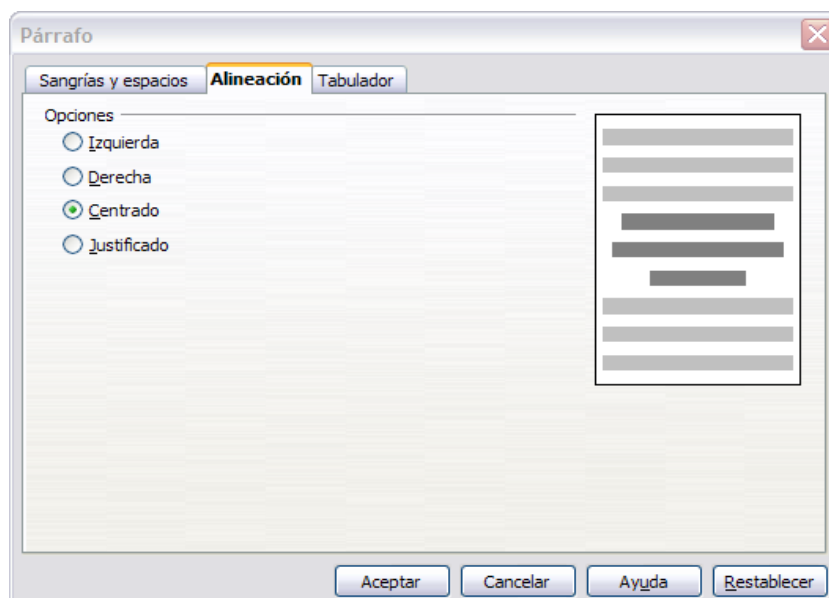 Párrafo
Sangrías y espacios Alineación Tabulador
Opciones
Izquierda
Derecha
Centrado
Justificado
Aceptar Cancelar Ayuda Restablecer